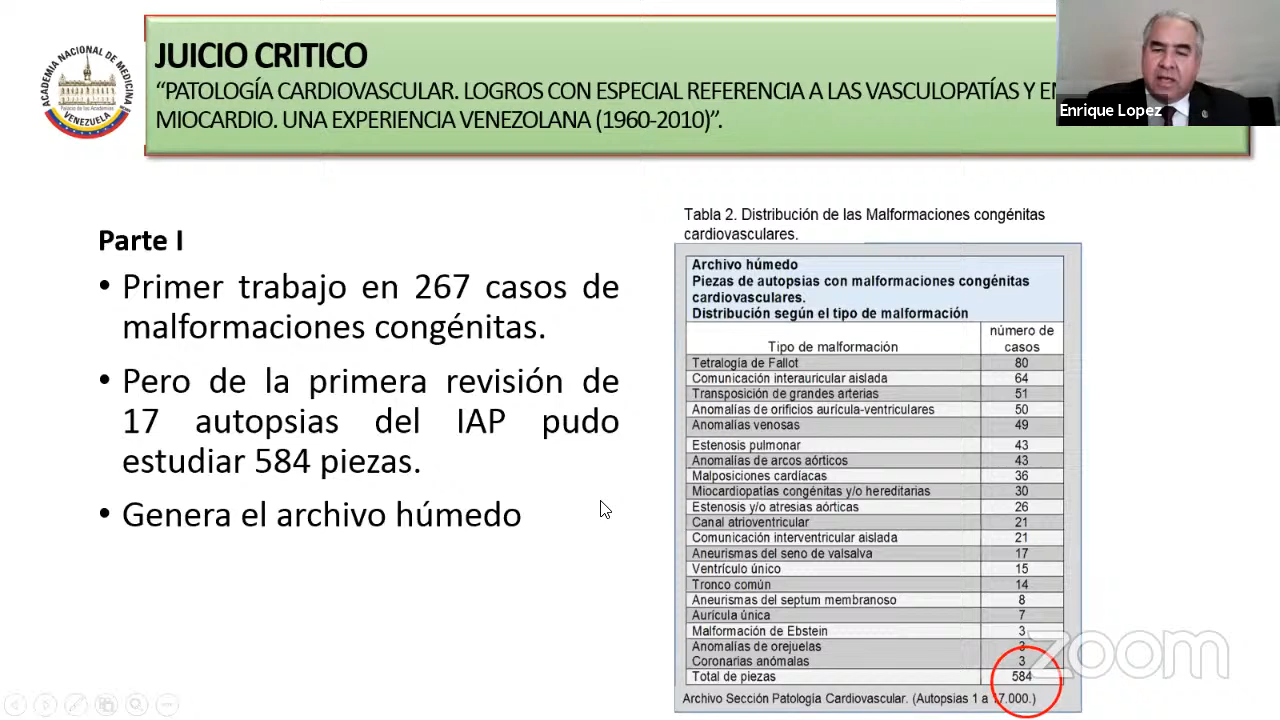 ACADEMIA NACIONAL DE MEDICINA
Palacio de las Academias
VENEZUELA
JUICIO CRITICO
“PATOLOGÍA CARDIOVASCULAR. LOGROS CON ESPECIAL REFERENCIA A LAS VASCULOPATÍAS Y
MIOCARDIO. UNA EXPERIENCIA VENEZOLANA (1960-2010)”.
Enrique Lopez
Parte I
• Primer trabajo en 267 casos de
malformaciones congénitas.
• Pero de la primera revisión de
17 autopsias del IAP pudo
estudiar 584 piezas.
• Genera el archivo húmedo
Tabla 2. Distribución de las Malformaciones congénitas
cardiovasculares.
Archivo húmedo
Piezas de autopsias con malformaciones congénitas
cardiovasculares.
Distribución según el tipo de malformación
Tipo de malformación número de casos
Tetralogía de Fallot 80
Comunicación interauricular aislada 64
Transposición de grandes arterias 51
Anomalías de orificios aurícula-ventriculares 50
Anomalías venosas 49
Estenosis pulmonar 43
Anomalías de arcos aórticos 43
Malposiciones cardíacas 36
Miocardiopatías congénitas y/o hereditarias 30
Estenosis y/o atresias aórticas 26
Canal atrioventricular 21
Comunicación interventricular aislada 21
Aneurismas del seno de valsalva 17
Ventrículo único 15
Tronco común 14
Aneurismas del septum membranoso 8
Aurícula única 7
Malformación de Ebstein 3
Anomalías de orejuelas 3
Coronarias anómalas 3
Total de piezas 584
Archivo Sección Patología Cardiovascular. (Autopsias 1 a 17.000.)
zoom